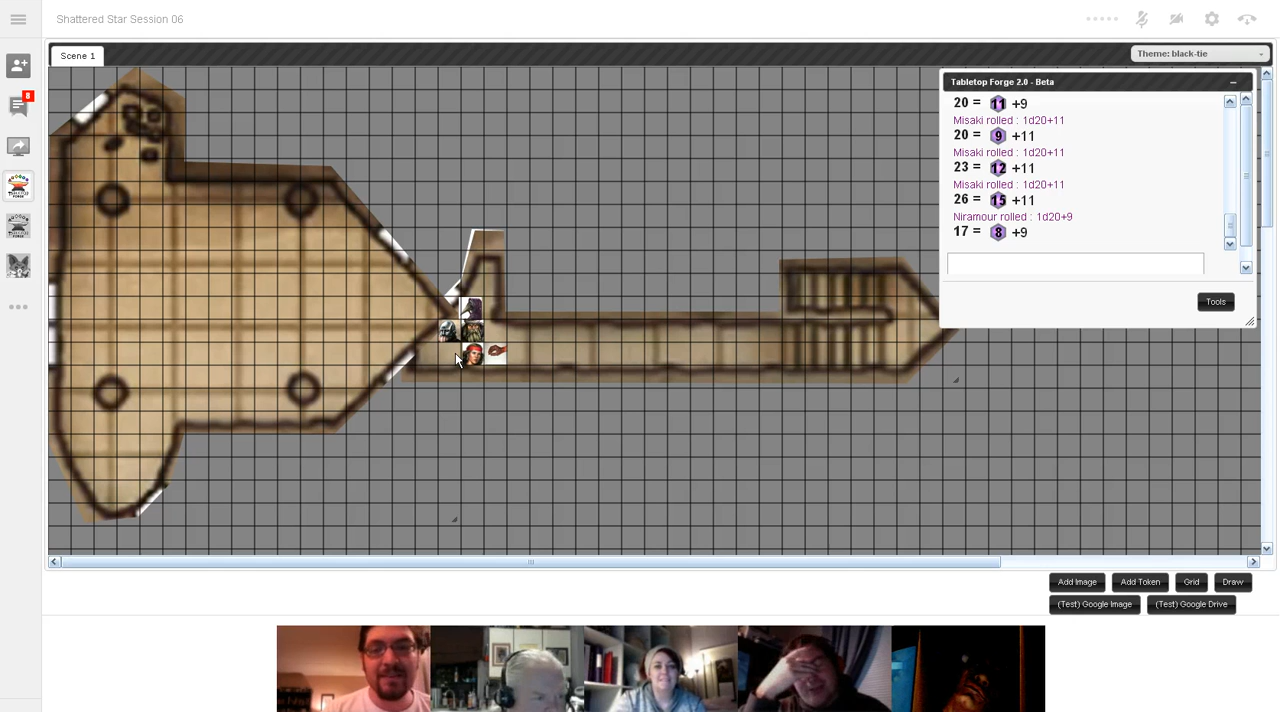 Shattered Star Session 06
Scene 1
Theme: black-tie
8
Tabletop Forge 2.0 - Beta
20 = 11 +9
Misaki rolled : 1d20+11
20 = 9 +11
Misaki rolled : 1d20+11
23 = 12 +11
Misaki rolled : 1d20+11
26 = 15 +11
Niramour rolled : 1d20+9
17 = 8 +9
Tools
Add Image Add Token Grid Draw
(Test) Google Image (Test) Google Drive